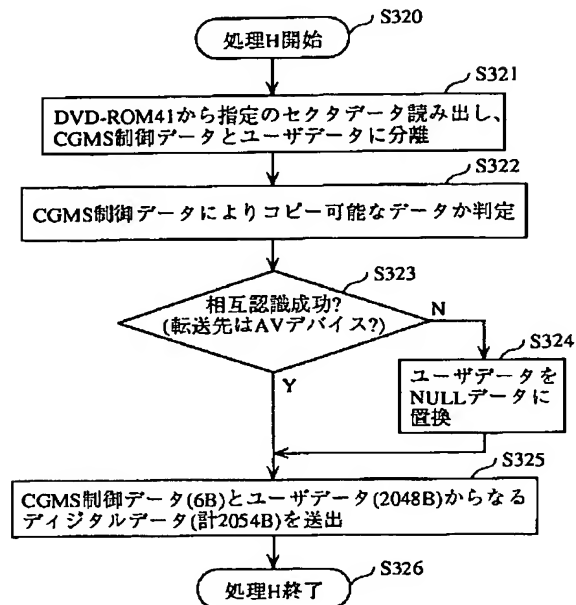 S320
処理H開始
S321
DVD-ROM41から指定のセクタデータ読み出し、
CGMS制御データとユーザデータに分離
S322
CGMS制御データによりコピー可能なデータか判定
S323
相互認識成功?
(転送先はAVデバイス?)
N
Y
S324
ユーザデータを
NULLデータに
置換
S325
CGMS制御データ(6B)とユーザデータ(2048B)からなる
ディジタルデータ(計2054B)を送出
S326
処理H終了